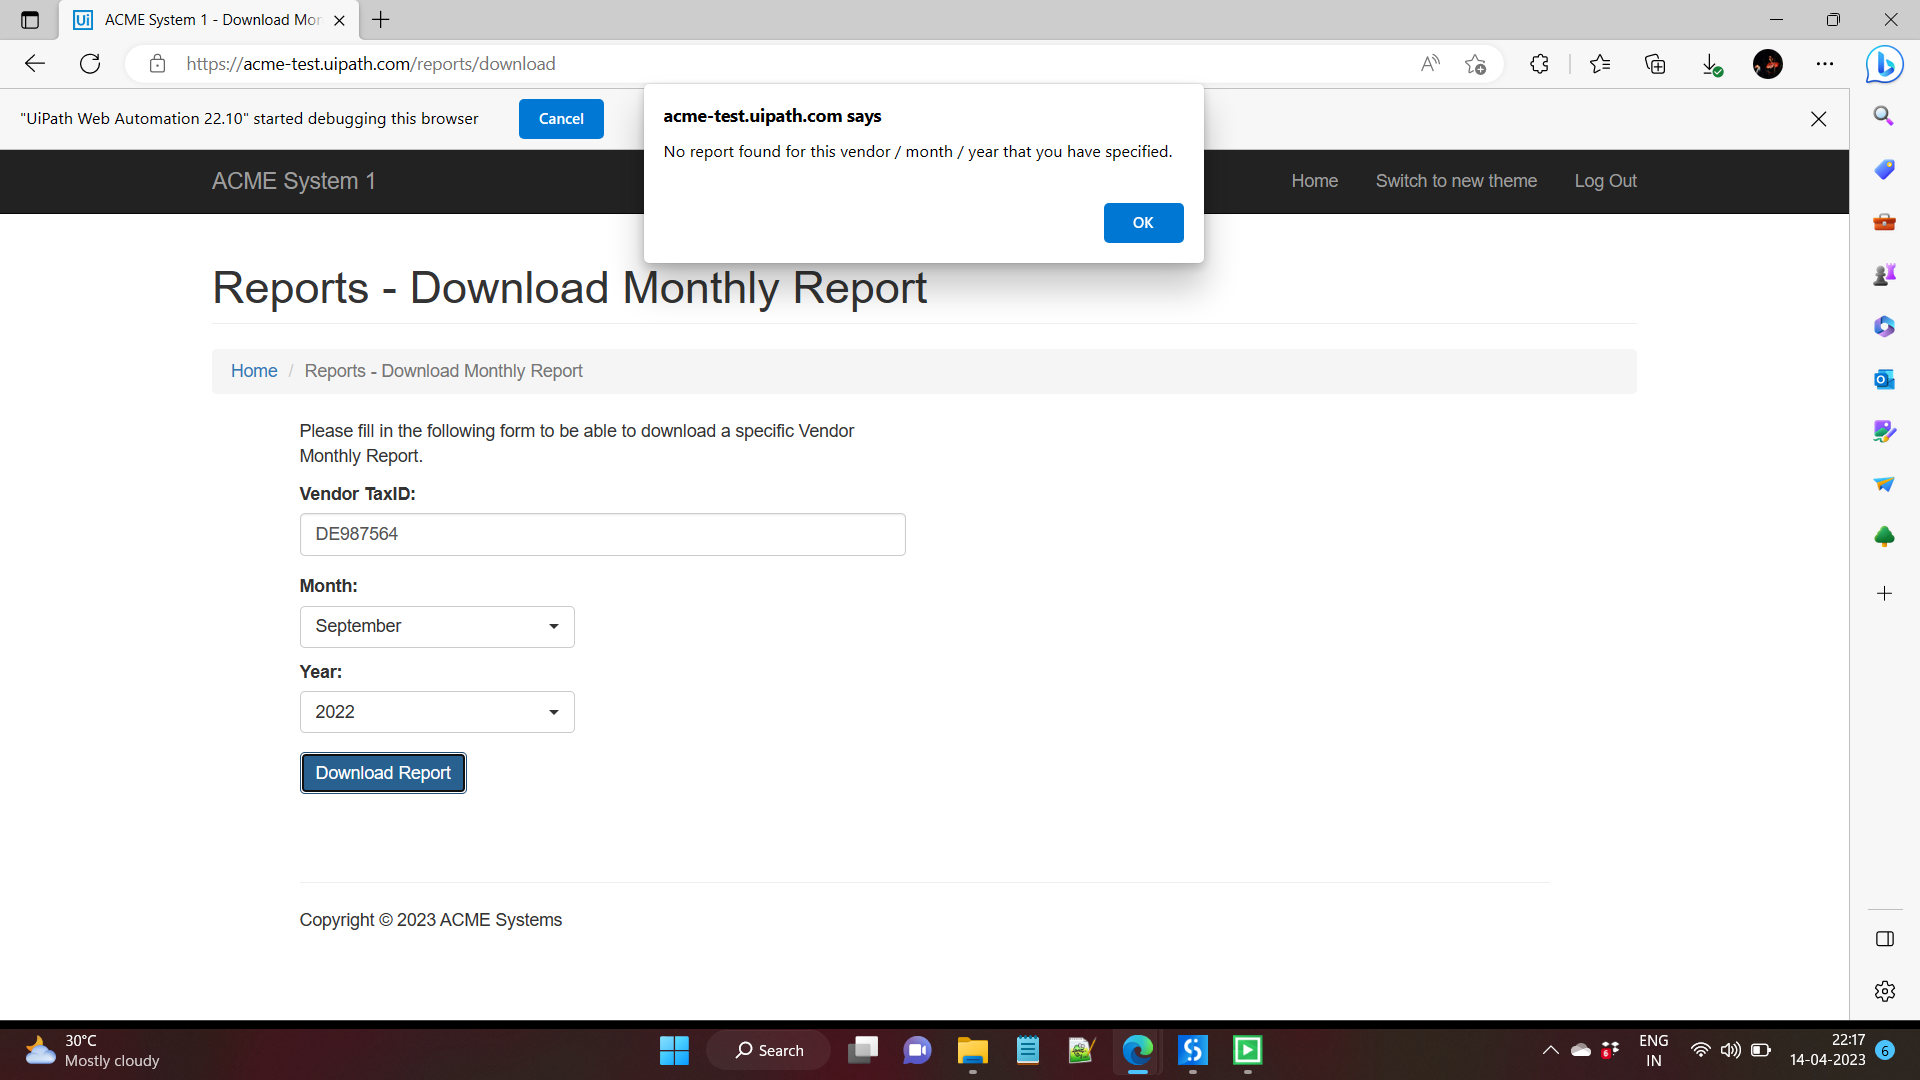 ACME System 1 - Download Mon
https://acme-test.uipath.com/reports/download
"UiPath Web Automation 22.10" started debugging this browser
Cancel
acme-test.uipath.com says
No report found for this vendor / month / year that you have specified.
OK
ACME System 1
Home
Switch to new theme
Log Out
Reports - Download Monthly Report
Home / Reports - Download Monthly Report
Please fill in the following form to be able to download a specific Vendor
Monthly Report.
Vendor TaxID:
DE987564
Month:
September
Year:
2022
Download Report
Copyright © 2023 ACME Systems
30°C
Mostly cloudy
Search
6
ENG
IN
22:17
14-04-2023
6